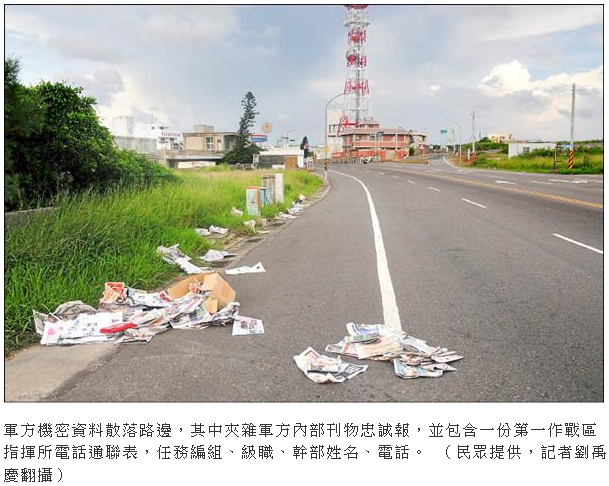 軍方機密資料散落路邊，其中夾雜軍方內部刊物忠誠報，並包含一份第一作戰區
指揮所電話通聯表，任務編組、級職、幹部姓名、電話。 （民眾提供，記者劉禹
慶翻攝）